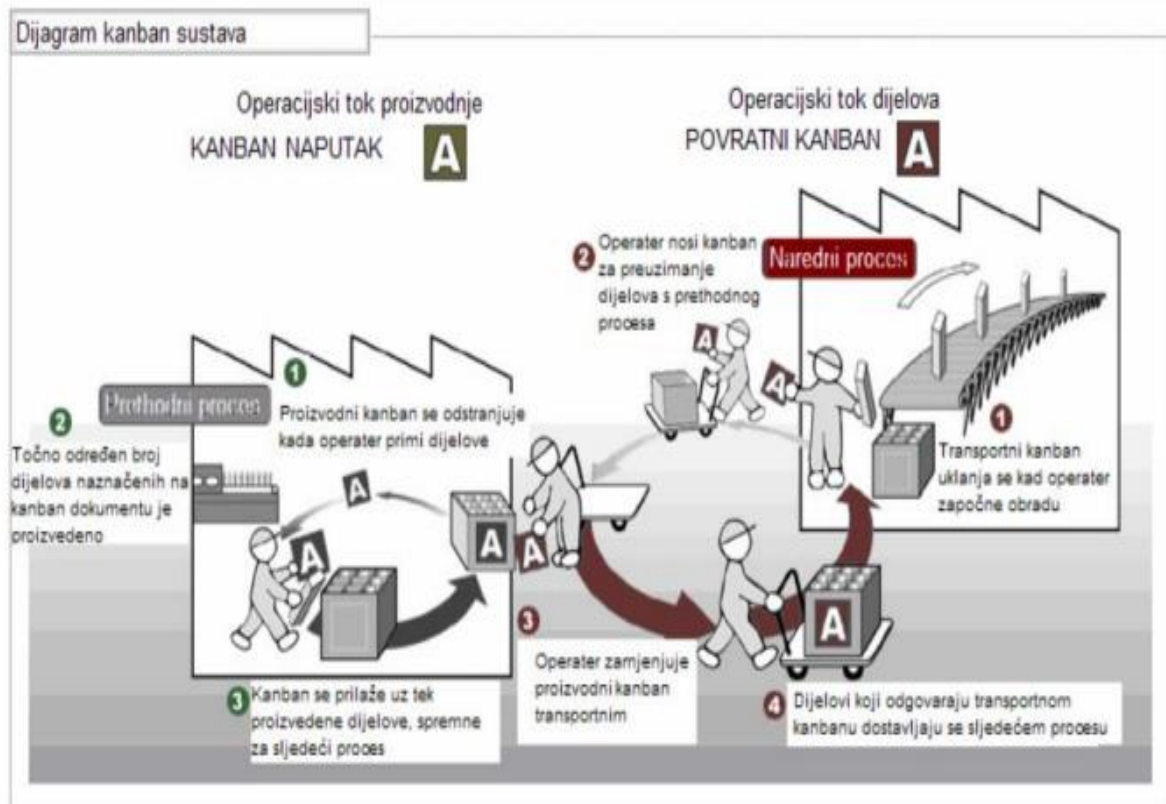 Dijagram kanban sustava
Operacijski tok proizvodnje
KANBAN NAPUTAK A
Operacijski tok dijelova
POVRATNI KANBAN A
2 Operater nosi kanban
za preuzimanje
dijelova s prethodnog
procesa
Naredni proces
A
A
1
Transportni kanban
uklanja se kad operater
započne obradu
Prethodni proces
1
Proizvodni kanban se odstranjuje
kada operater primi dijelove
2
Točno određen broj
dijelova naznačenih na
kanban dokumentu je
proizvedeno
A
A
A
A
A
3
Operater zamjenjuje
proizvodni kanban
transportnim
3 Kanban se prilaže uz tek
proizvedene dijelove, spremne
za sljedeći proces
4 Dijelovi koji odgovaraju transportnom
kanbanu dostavljaju se sljedećem procesu